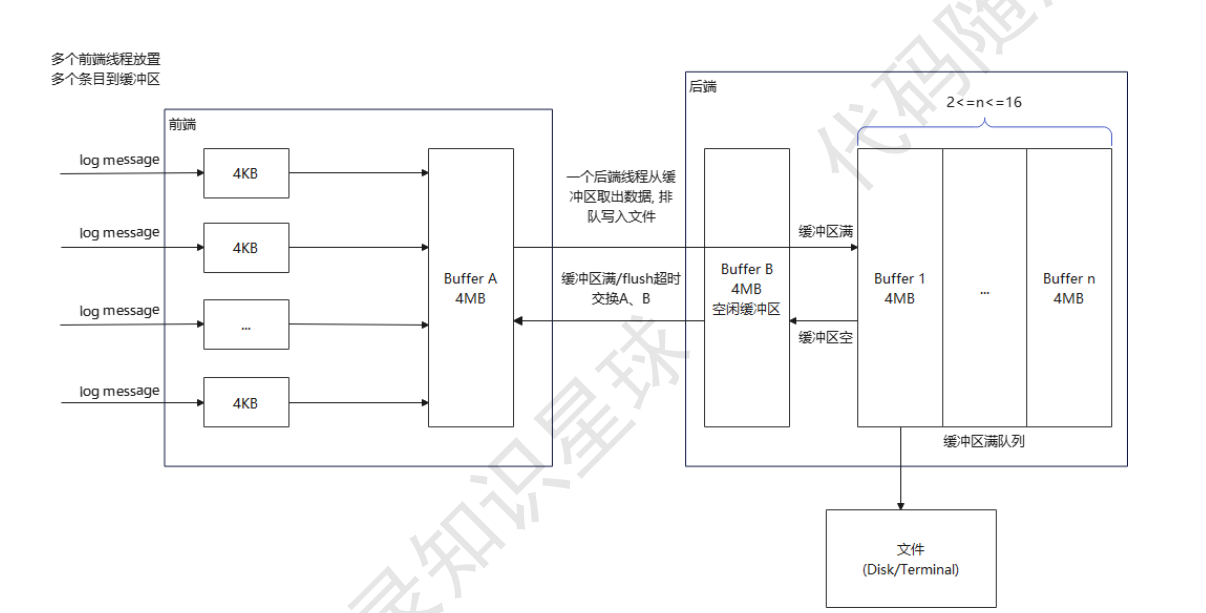 多个前端线程放置
多个条目到缓冲区
前端
log message
4KB
log message
4KB
log message
...
log message
4KB
Buffer A
4MB
一个后端线程从缓
冲区取出数据, 排
队写入文件
缓冲区满/flush超时
交换A、B
后端
2<=n<=16
Buffer B
4MB
空闲缓冲区
缓冲区满
缓冲区空
Buffer 1
4MB
...
Buffer n
4MB
缓冲区满队列
文件
(Disk/Terminal)
代码随
录知识星球